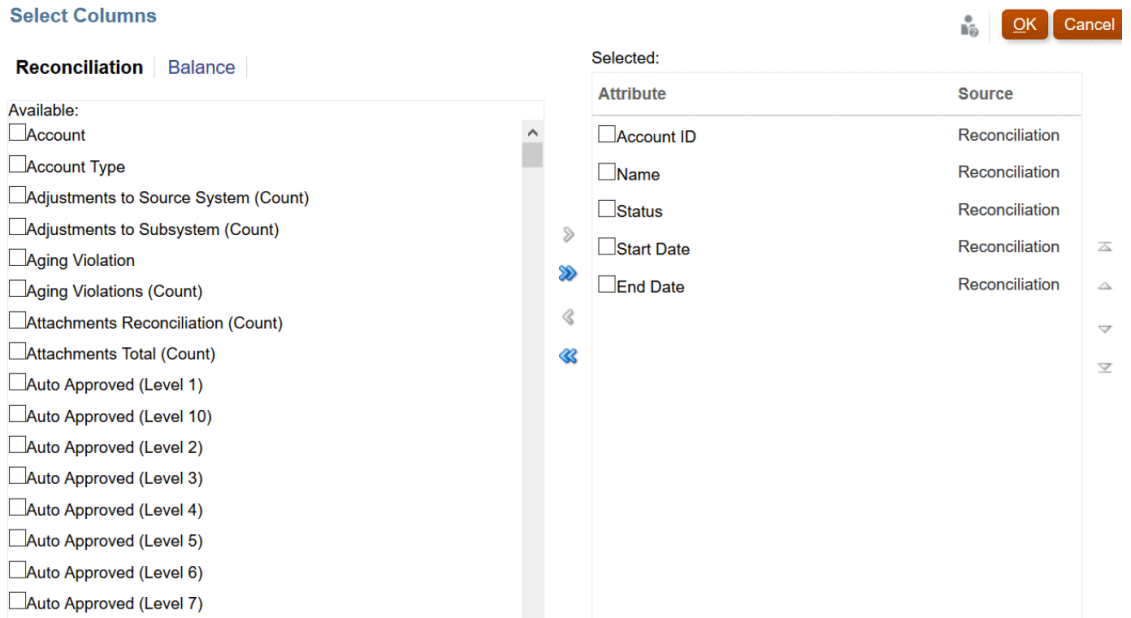 Select Columns
OK Cancel
Reconciliation Balance
Available:
Account
Account Type
Adjustments to Source System (Count)
Adjustments to Subsystem (Count)
Aging Violation
Aging Violations (Count)
Attachments Reconciliation (Count)
Attachments Total (Count)
Auto Approved (Level 1)
Auto Approved (Level 10)
Auto Approved (Level 2)
Auto Approved (Level 3)
Auto Approved (Level 4)
Auto Approved (Level 5)
Auto Approved (Level 6)
Auto Approved (Level 7)
Selected:
Attribute Source
Account ID Reconciliation
Name Reconciliation
Status Reconciliation
Start Date Reconciliation
End Date Reconciliation